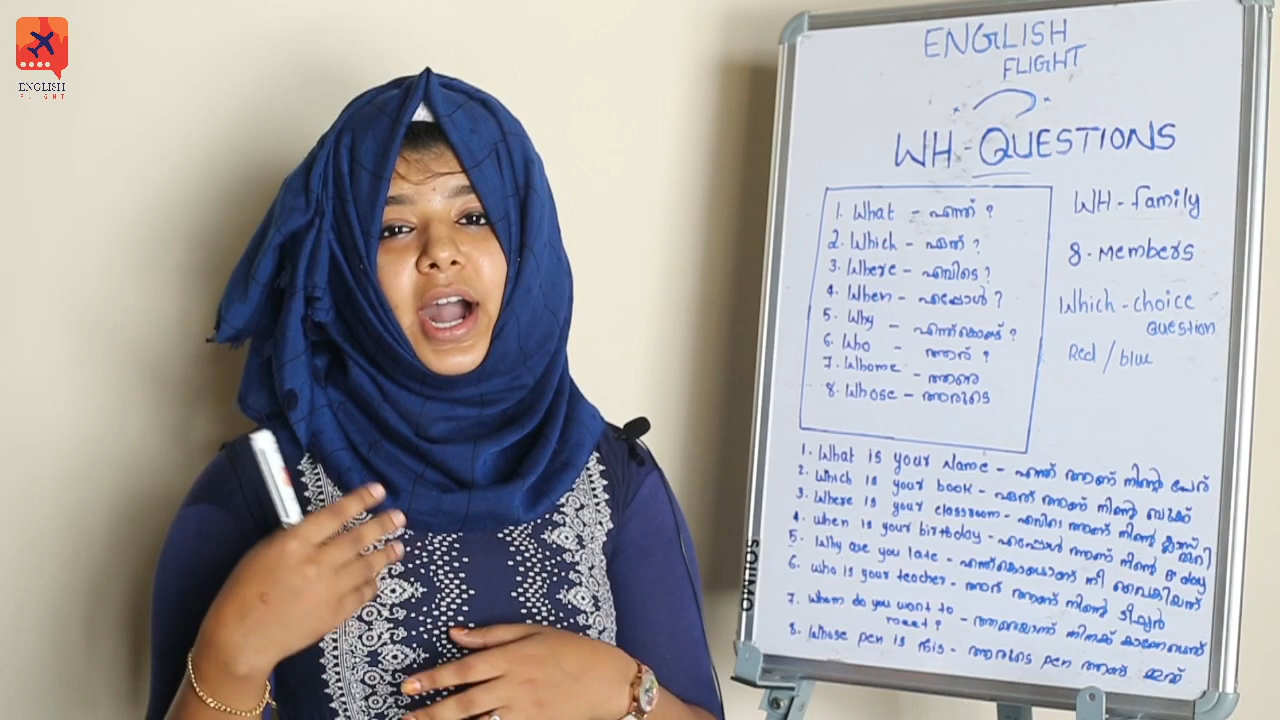 ENGLISH
FLIGHT
ENGLISH
FLIGHT
WH-QUESTIONS
1. What - എന്ത് ?
2. Which - ഏത് ?
3. Where - എവിടെ ?
4. When - എപ്പോൾ ?
5. Why - എന്ത്കൊണ്ട് ?
6. Who - ആര് ?
7. Whome - ആരെ
8. Whose - ആരുടെ
WH-family
8. Members
Which-choice
question
Red / blue
1. What is your Name - എന്ത് ആണ് നിന്റെ പേര്
2. Which is your book - ഏത് ആണ് നിന്റെ ബുക്ക്
3. Where is your classroom - എവിടെ ആണ് നിന്റെ ക്ലാസ്സ് മുറി
4. When is your birthday - എപ്പോൾ ആണ് നിന്റെ B'day
5. Why are you late - നീ വൈകിയത്
6. Who is your teacher - ആര് ആണ് നിന്റെ ടീച്ചർ
7. Whom do you want to - നിനക്ക് കാണേണ്ടത്
meet ?
8. Whose pen is this - ആരുടെ pen ആണ് ഇത്
SOLIMO